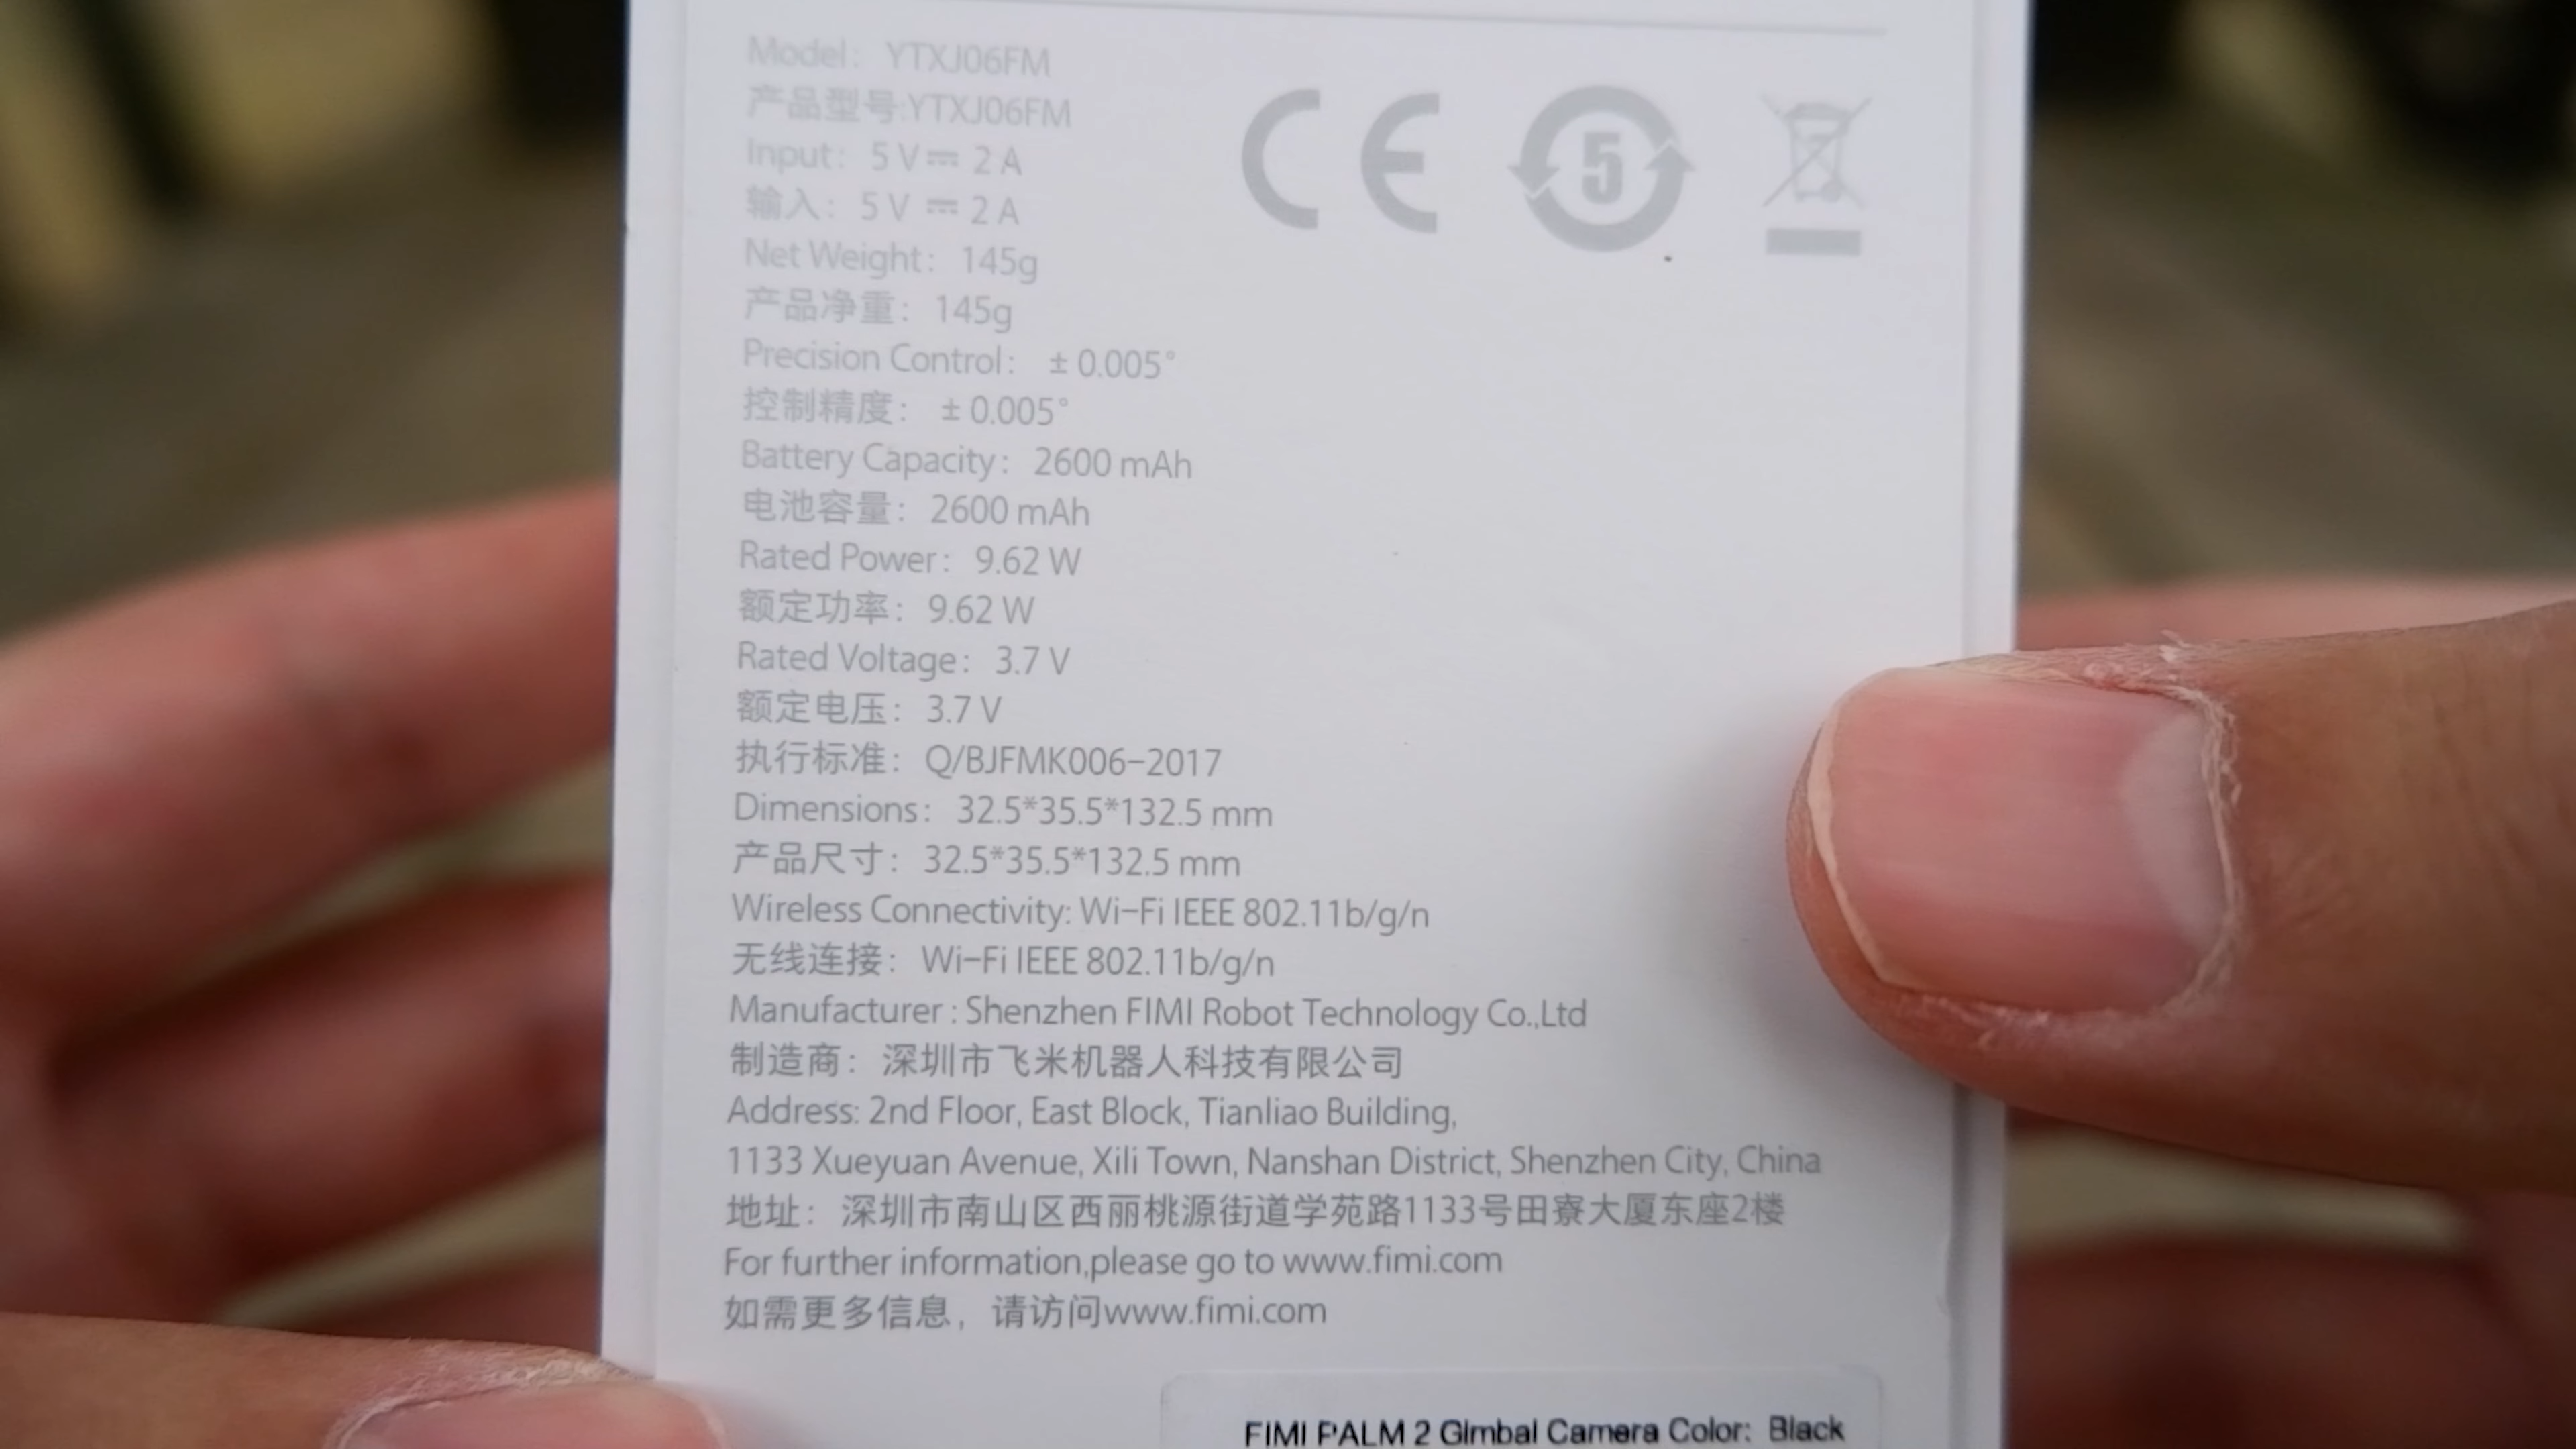 Model: YTXJ06FM
产品型号:YTXJ06FM
Input: 5 V⎓ 2 A
输入: 5 V ⎓ 2 A
Net Weight: 145g
产品净重: 145g
Precision Control: ± 0.005°
控制精度: ± 0.005°
Battery Capacity: 2600 mAh
电池容量: 2600 mAh
Rated Power: 9.62 W
额定功率: 9.62 W
Rated Voltage: 3.7 V
额定电压: 3.7 V
执行标准: Q/BJFMK006-2017
Dimensions: 32.5*35.5*132.5 mm
产品尺寸: 32.5*35.5*132.5 mm
Wireless Connectivity: Wi-Fi IEEE 802.11b/g/n
无线连接: Wi-Fi IEEE 802.11b/g/n
Manufacturer : Shenzhen FIMI Robot Technology Co.,Ltd
制造商: 深圳市飞米机器人科技有限公司
Address: 2nd Floor, East Block, Tianliao Building,
1133 Xueyuan Avenue, Xili Town, Nanshan District, Shenzhen City, China
地址: 深圳市南山区西丽桃源街道学苑路1133号田寮大厦东座2楼
For further information,please go to www.fimi.com
如需更多信息，请访问www.fimi.com
CE
5
FIMI PALM 2 Gimbal Camera Color: Black